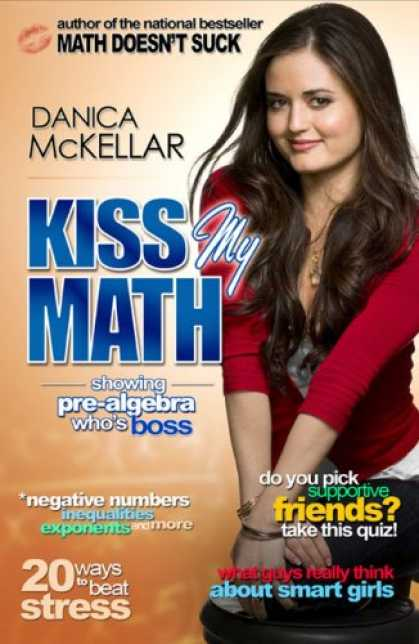 author of the national bestseller
MATH DOESN'T SUCK
DANICA
McKELLAR
KISS My
MATH
showing
pre-algebra
who's boss
*negative numbers
inequalities
exponents and more
do you pick
supportive
friends?
take this quiz!
20 ways
to beat
stress
what guys really think
about smart girls